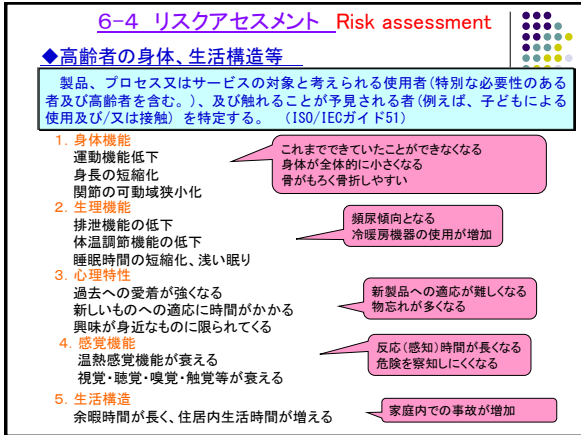 6-4 リスクアセスメント Risk assessment
◆高齢者の身体、生活構造等
製品、プロセス又はサービスの対象と考えられる使用者(特別な必要性のある
者及び高齢者を含む。)、及び触れることが予見される者(例えば、子どもによる
使用及び/又は接触) を特定する。 (ISO/IECガイド51)
1. 身体機能
運動機能低下
身長の短縮化
関節の可動域狭小化
これまでできていたことができなくなる
身体が全体的に小さくなる
骨がもろく骨折しやすい
2. 生理機能
排泄機能の低下
体温調節機能の低下
睡眠時間の短縮化、浅い眠り
頻尿傾向となる
冷暖房機器の使用が増加
3. 心理特性
過去への愛着が強くなる
新しいものへの適応に時間がかかる
興味が身近なものに限られてくる
新製品への適応が難しくなる
物忘れが多くなる
4. 感覚機能
温熱感覚機能が衰える
視覚・聴覚・嗅覚・触覚等が衰える
反応(感知)時間が長くなる
危険を察知しにくくなる
5. 生活構造
余暇時間が長く、住居内生活時間が増える
家庭内での事故が増加